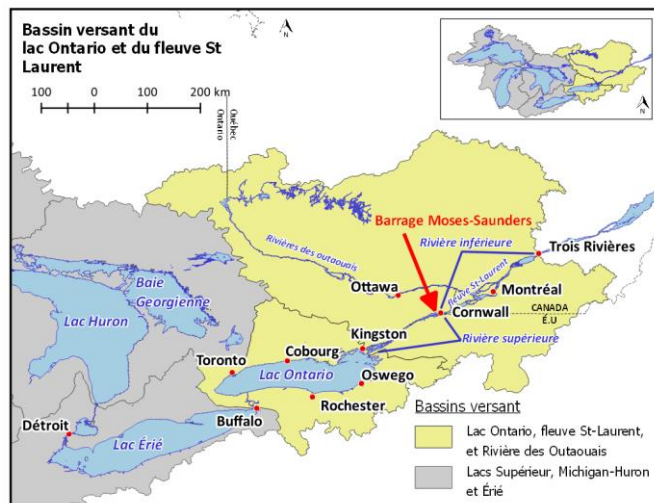 Bassin versant du
lac Ontario et du fleuve St
Laurent
N
100 0 100 200 km
N
Ontario
Québec
Barrage Moses-Saunders
Rivière inférieure
Trois Rivières
Rivières des outaouais
Baie
Georgienne
Ottawa
fleuve St-Laurent
Montréal
Lac Huron
Cornwall
CANADA
É.U
Kingston
Rivière supérieure
Cobourg
Toronto
Lac Ontario
Oswego
Rochester
Bassins versant
Détroit
Buffalo
Lac Érié
Lac Ontario, fleuve St-Laurent,
et Rivière des Outaouais
Lacs Supérieur, Michigan-Huron
et Érié